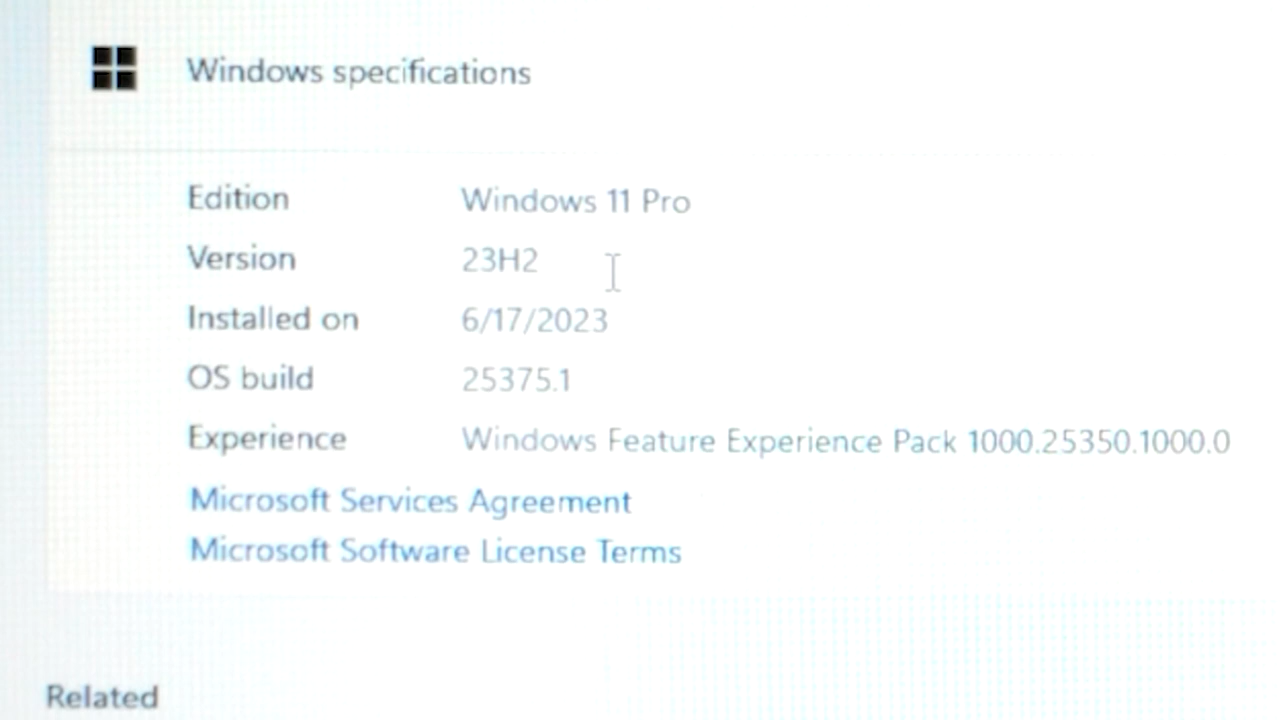 Windows specifications
Edition Windows 11 Pro
Version 23H2
Installed on 6/17/2023
OS build 25375.1
Experience Windows Feature Experience Pack 1000.25350.1000.0
Microsoft Services Agreement
Microsoft Software License Terms
Related